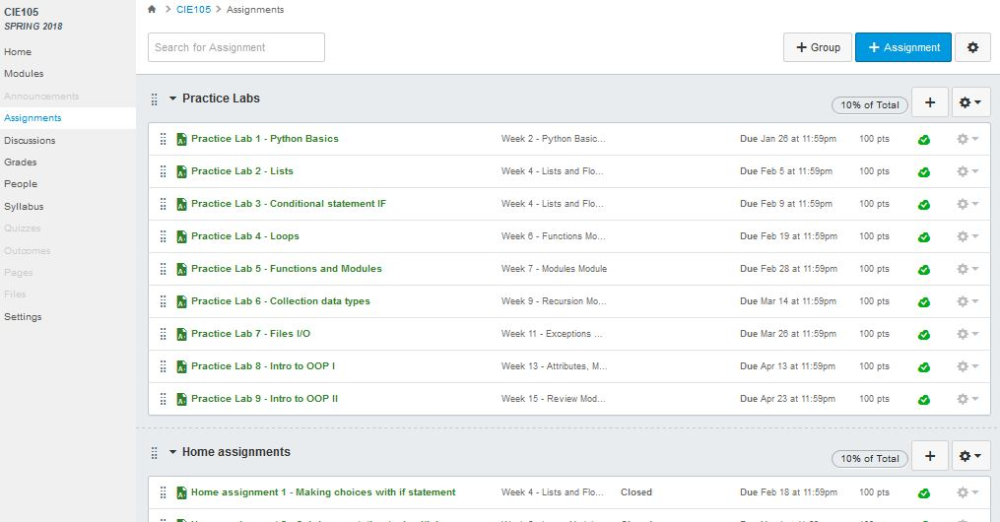 CIE105
SPRING 2018
Home
Modules
Announcements
Assignments
Discussions
Grades
People
Syllabus
Quizzes
Outcomes
Pages
Files
Settings
CIE105 > Assignments
Search for Assignment
+ Group
+ Assignment
Practice Labs
10% of Total
Practice Lab 1 - Python Basics Week 2 - Python Basic... Due Jan 26 at 11:59pm 100 pts
Practice Lab 2 - Lists Week 4 - Lists and Flo... Due Feb 5 at 11:59pm 100 pts
Practice Lab 3 - Conditional statement IF Week 4 - Lists and Flo... Due Feb 9 at 11:59pm 100 pts
Practice Lab 4 - Loops Week 6 - Functions Mo... Due Feb 19 at 11:59pm 100 pts
Practice Lab 5 - Functions and Modules Week 7 - Modules Module Due Feb 28 at 11:59pm 100 pts
Practice Lab 6 - Collection data types Week 9 - Recursion Mo... Due Mar 14 at 11:59pm 100 pts
Practice Lab 7 - Files I/O Week 11 - Exceptions ... Due Mar 26 at 11:59pm 100 pts
Practice Lab 8 - Intro to OOP I Week 13 - Attributes, M... Due Apr 13 at 11:59pm 100 pts
Practice Lab 9 - Intro to OOP II Week 15 - Review Mod... Due Apr 23 at 11:59pm 100 pts
Home assignments
10% of Total
Home assignment 1 - Making choices with if statement Week 4 - Lists and Flo... Closed Due Feb 18 at 11:59pm 100 pts